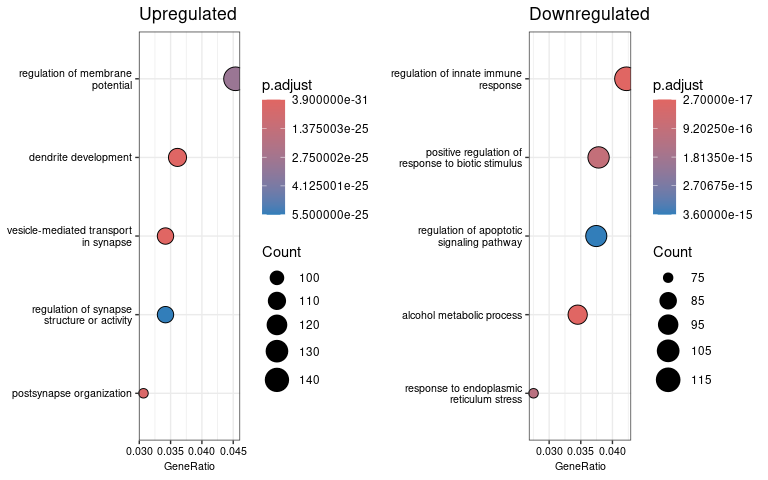 Upregulated
regulation of membrane
potential
dendrite development
vesicle-mediated transport
in synapse
regulation of synapse
structure or activity
postsynapse organization
0.030 0.035 0.040 0.045
GeneRatio
p.adjust
3.900000e-31
1.375003e-25
2.750002e-25
4.125001e-25
5.500000e-25
Count
100
110
120
130
140
Downregulated
regulation of innate immune
response
positive regulation of
response to biotic stimulus
regulation of apoptotic
signaling pathway
alcohol metabolic process
response to endoplasmic
reticulum stress
0.030 0.035 0.040
GeneRatio
p.adjust
2.70000e-17
9.20250e-16
1.81350e-15
2.70675e-15
3.60000e-15
Count
75
85
95
105
115